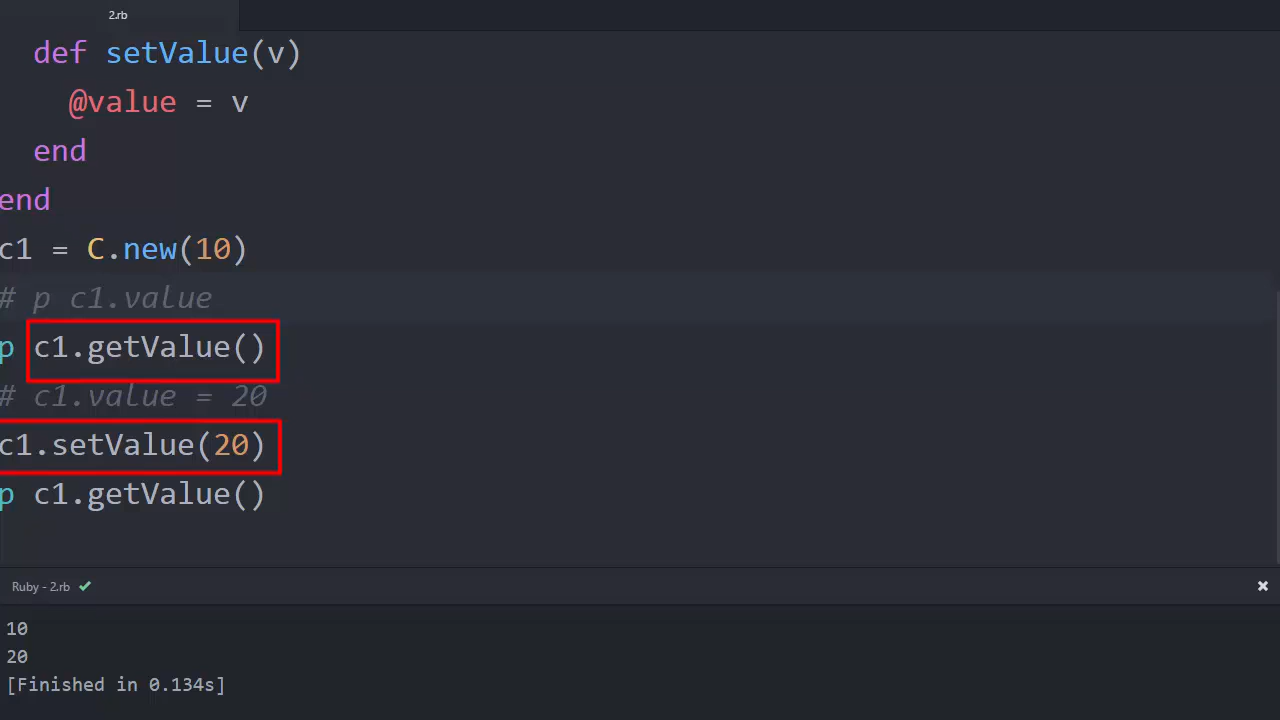 2.rb
def setValue(v)
@value = v
end
end
c1 = C.new(10)
# p c1.value
p c1.getValue()
# c1.value = 20
c1.setValue(20)
p c1.getValue()
Ruby - 2.rb
10
20
[Finished in 0.134s]